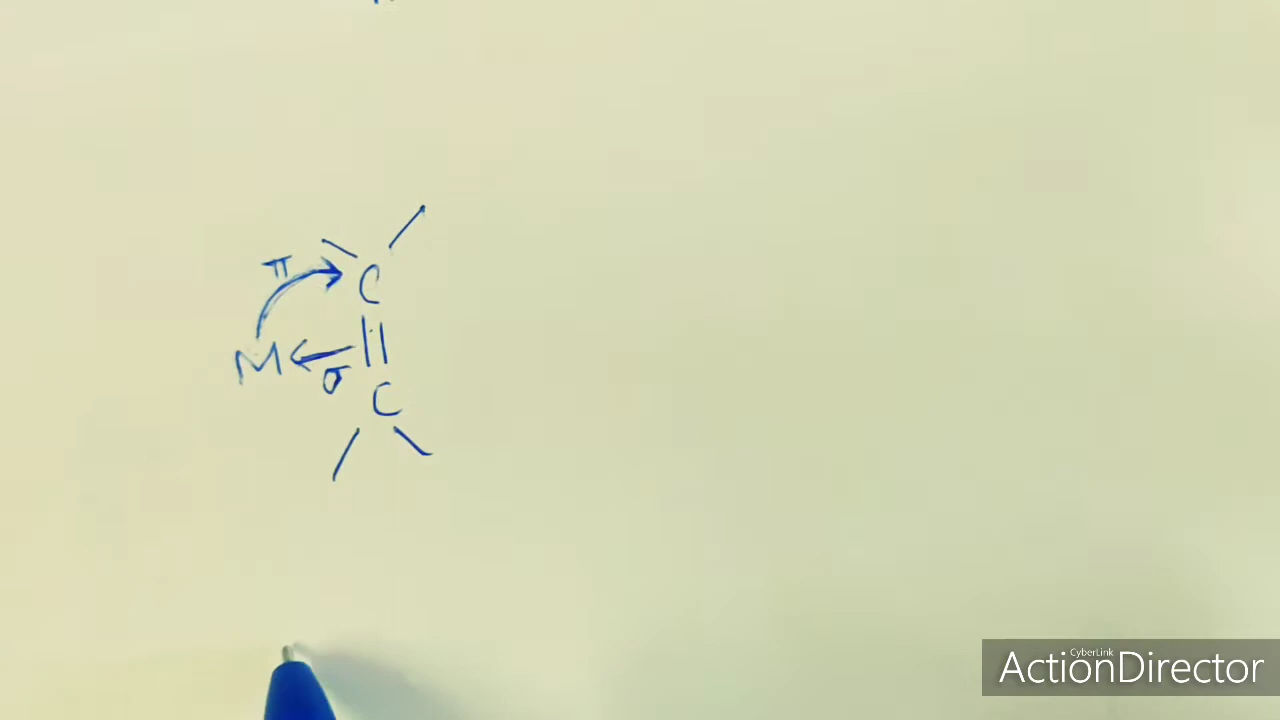 π
C
M
σ
C
CyberLink
ActionDirector